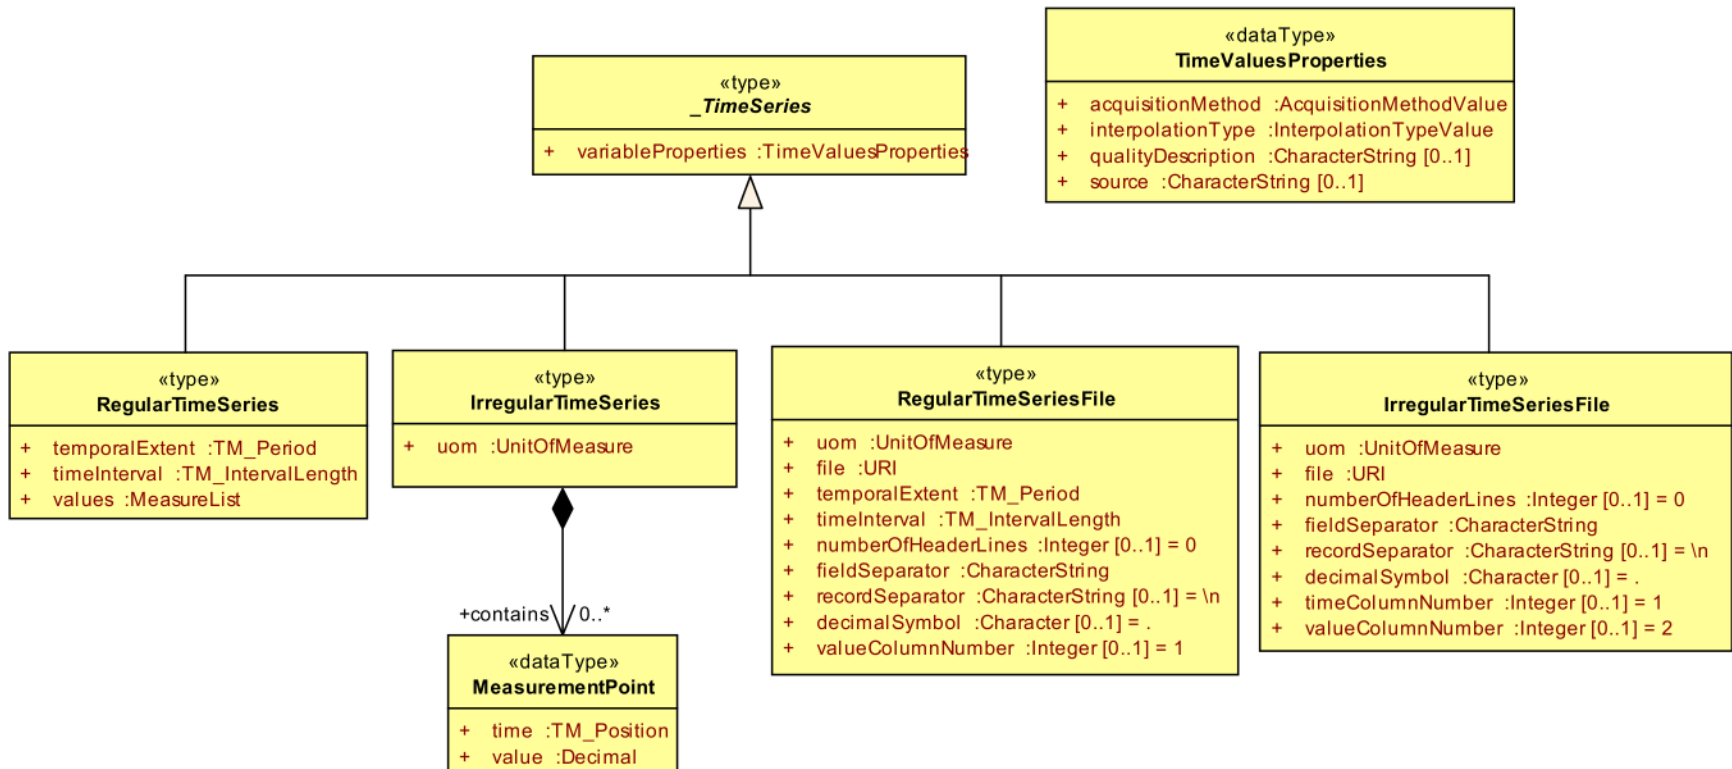 «type»
_TimeSeries
+ variableProperties :TimeValuesProperties
«dataType»
TimeValuesProperties
+ acquisitionMethod :AcquisitionMethodValue
+ interpolationType :InterpolationTypeValue
+ qualityDescription :CharacterString [0..1]
+ source :CharacterString [0..1]
«type»
RegularTimeSeries
+ temporalExtent :TM_Period
+ timeInterval :TM_IntervalLength
+ values :MeasureList
«type»
IrregularTimeSeries
+ uom :UnitOfMeasure
+contains 0..*
«dataType»
MeasurementPoint
+ time :TM_Position
+ value :Decimal
«type»
RegularTimeSeriesFile
+ uom :UnitOfMeasure
+ file :URI
+ temporalExtent :TM_Period
+ timeInterval :TM_IntervalLength
+ numberOfHeaderLines :Integer [0..1] = 0
+ fieldSeparator :CharacterString
+ recordSeparator :CharacterString [0..1] = \n
+ decimalSymbol :Character [0..1] = .
+ valueColumnNumber :Integer [0..1] = 1
«type»
IrregularTimeSeriesFile
+ uom :UnitOfMeasure
+ file :URI
+ numberOfHeaderLines :Integer [0..1] = 0
+ fieldSeparator :CharacterString
+ recordSeparator :CharacterString [0..1] = \n
+ decimalSymbol :Character [0..1] = .
+ timeColumnNumber :Integer [0..1] = 1
+ valueColumnNumber :Integer [0..1] = 2